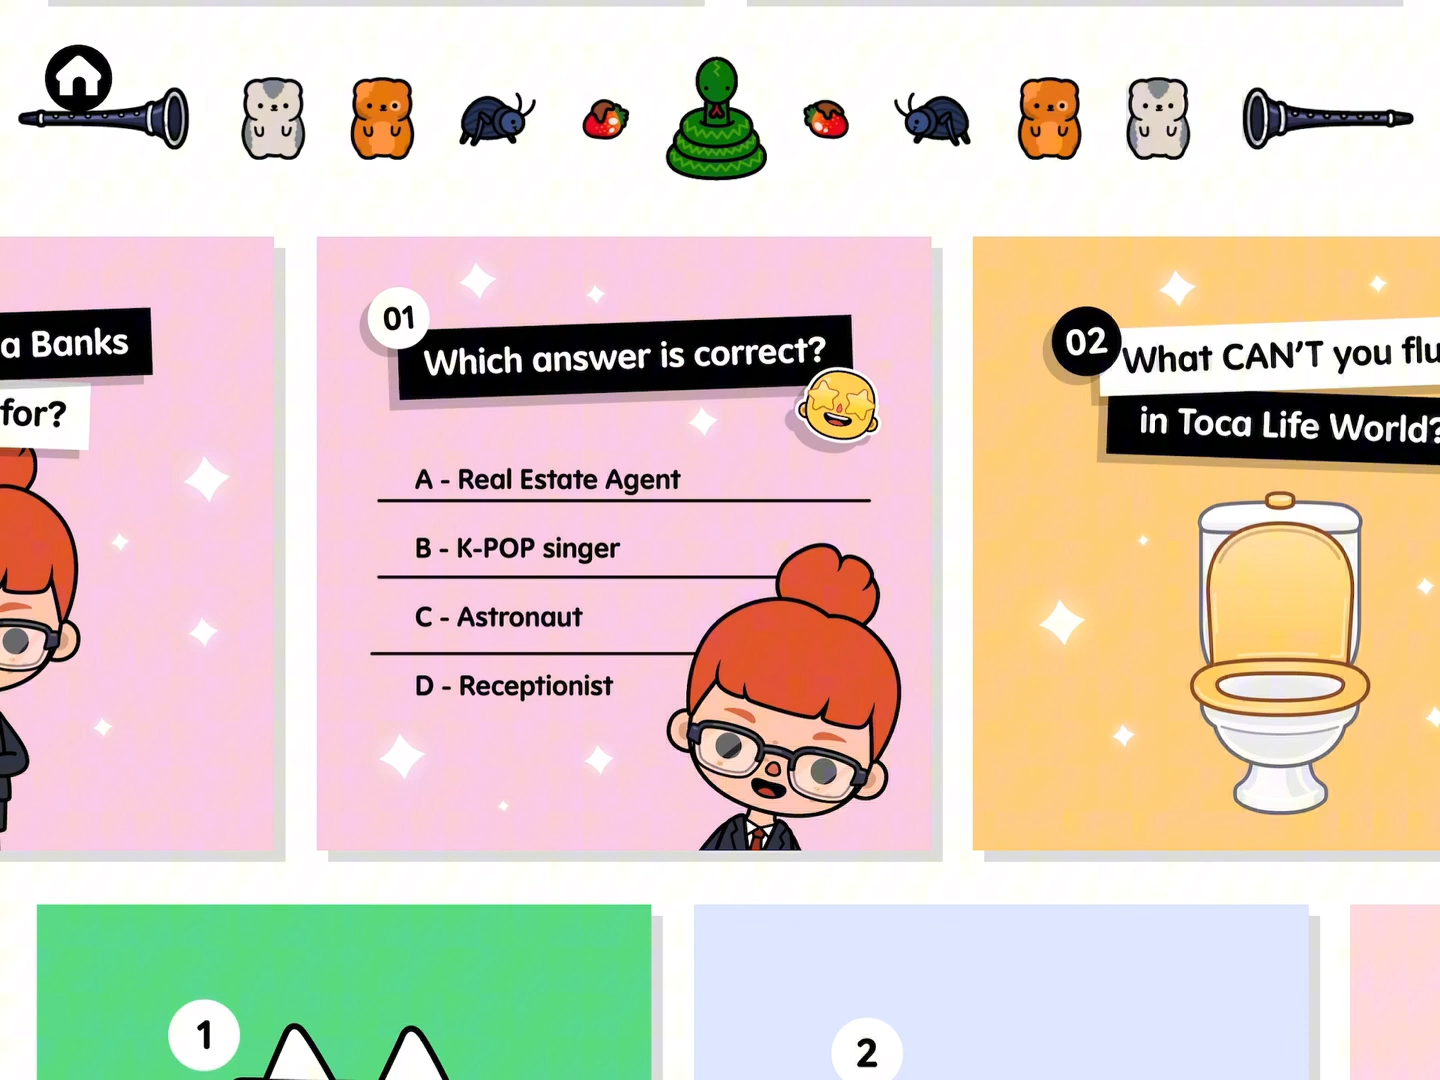 a Banks
for?
01
Which answer is correct?
A - Real Estate Agent
B - K-POP singer
C - Astronaut
D - Receptionist
02
What CAN'T you flu
in Toca Life World?
1
2